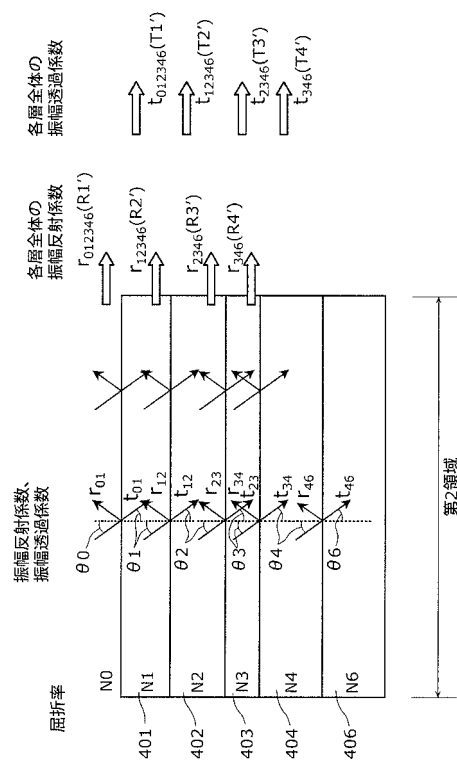 屈折率
振幅反射係数、
振幅透過係数
各層全体の
振幅反射係数
各層全体の
振幅透過係数
N0
θ0
r01
r012346(R1')
t012346(T1')
401
N1
θ1
t01
r12
r12346(R2')
t12346(T2')
402
N2
θ2
t12
r23
r2346(R3')
t2346(T3')
403
N3
θ3
r34
t23
r346(R4')
t346(T4')
404
N4
θ4
t34
r46
406
N6
θ6
t46
第2領域